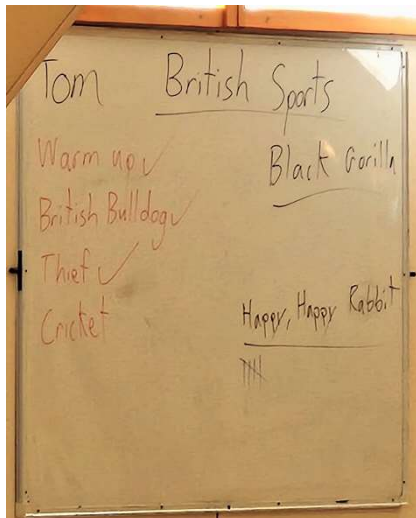 Tom
British Sports
Warm up ✓
British Bulldog ✓
Thief ✓
Cricket
Black Gorilla
Happy, Happy Rabbit